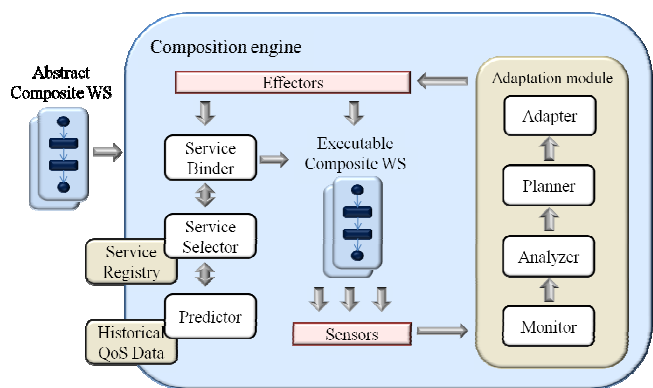 Composition engine
Abstract
Composite WS
Effectors
Adaptation module
Adapter
Service
Binder
Executable
Composite WS
Planner
Service
Selector
Service
Registry
Analyzer
Predictor
Historical
QoS Data
Sensors
Monitor